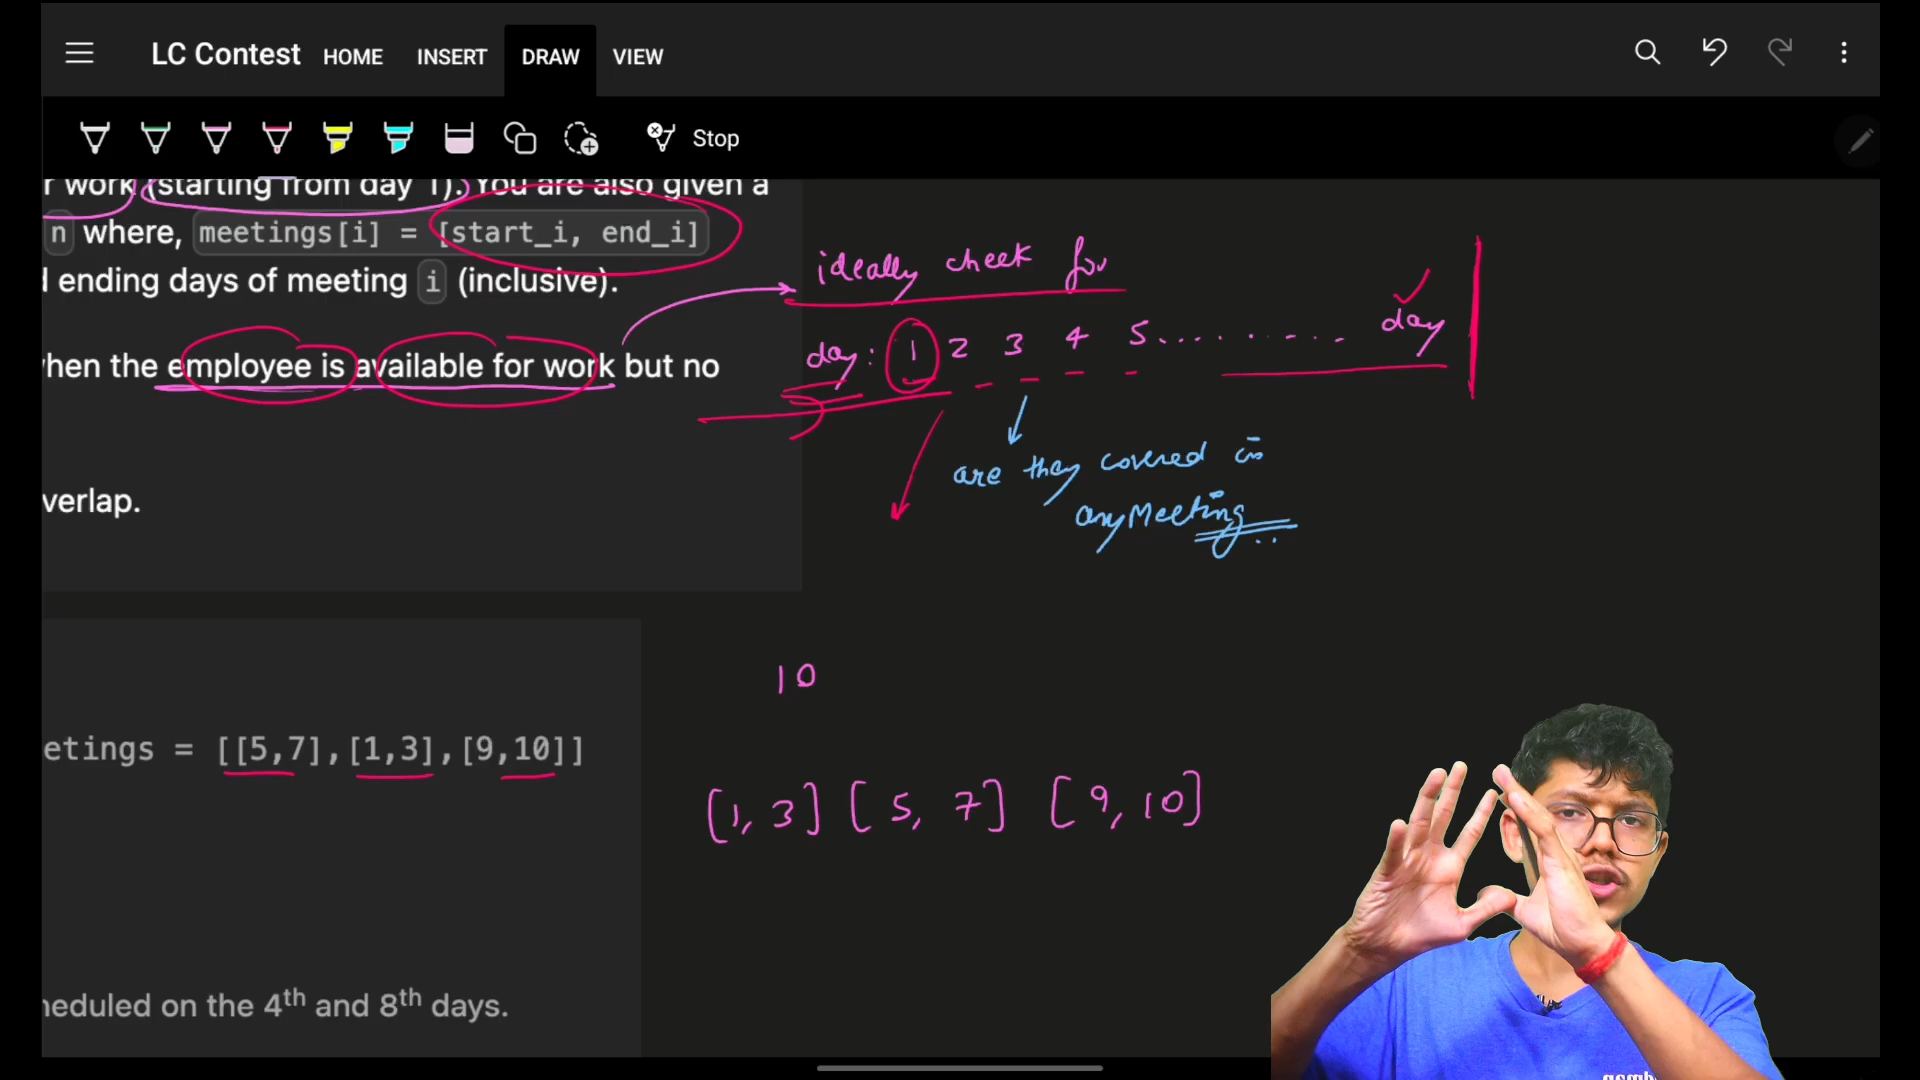 LC Contest HOME INSERT DRAW VIEW
Stop
r work (starting from day 1). You are also given a
n where, meetings[i] = [start_i, end_i]
d ending days of meeting i (inclusive).
when the employee is available for work but no
verlap.
ideally check for
day: 1 2 3 4 5......... day
are they covered in
any Meeting
10
etings = [[5,7],[1,3],[9,10]]
[1, 3] [5, 7] [9, 10]
heduled on the 4th and 8th days.